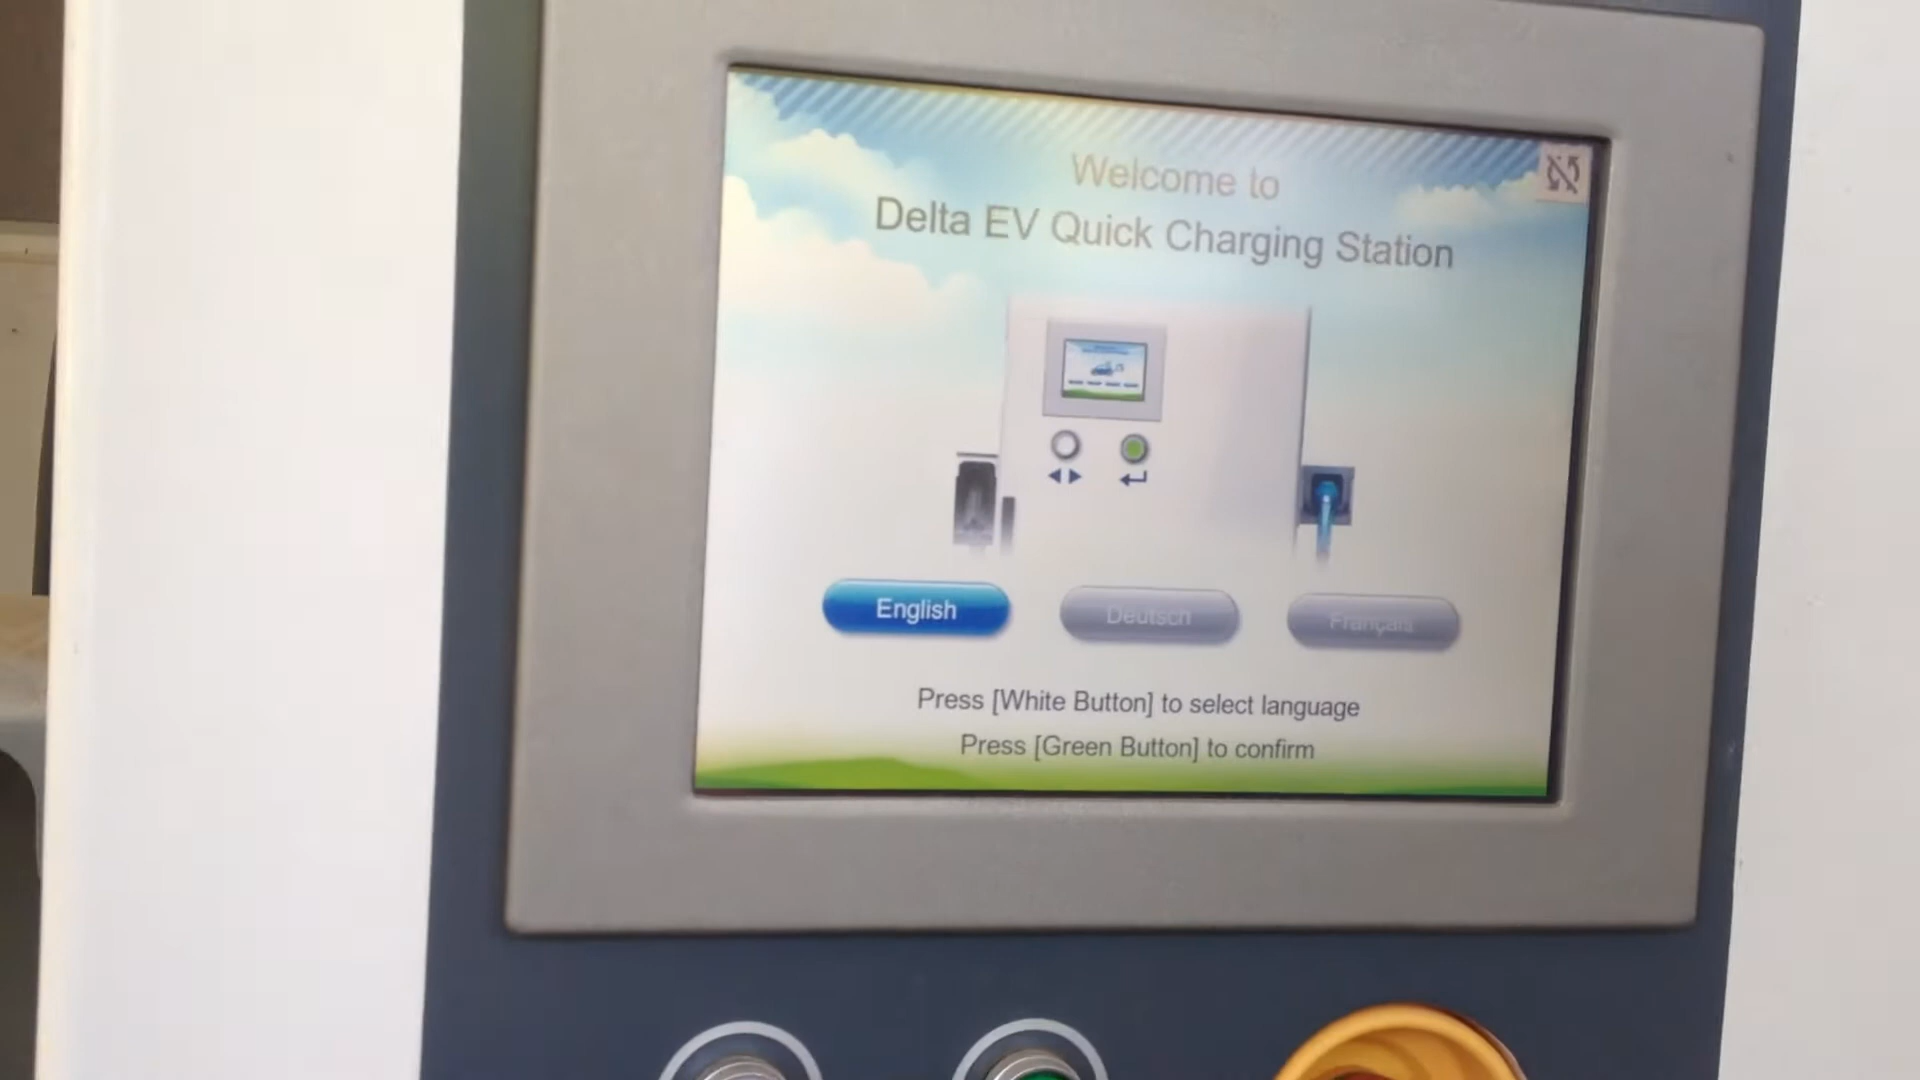 Welcome to
Delta EV Quick Charging Station
English
Deutsch
Français
Press [White Button] to select language
Press [Green Button] to confirm